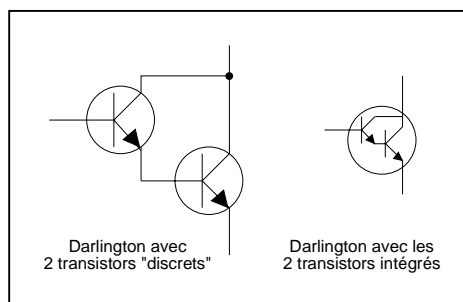 Darlington avec
2 transistors "discrets"
Darlington avec les
2 transistors intégrés